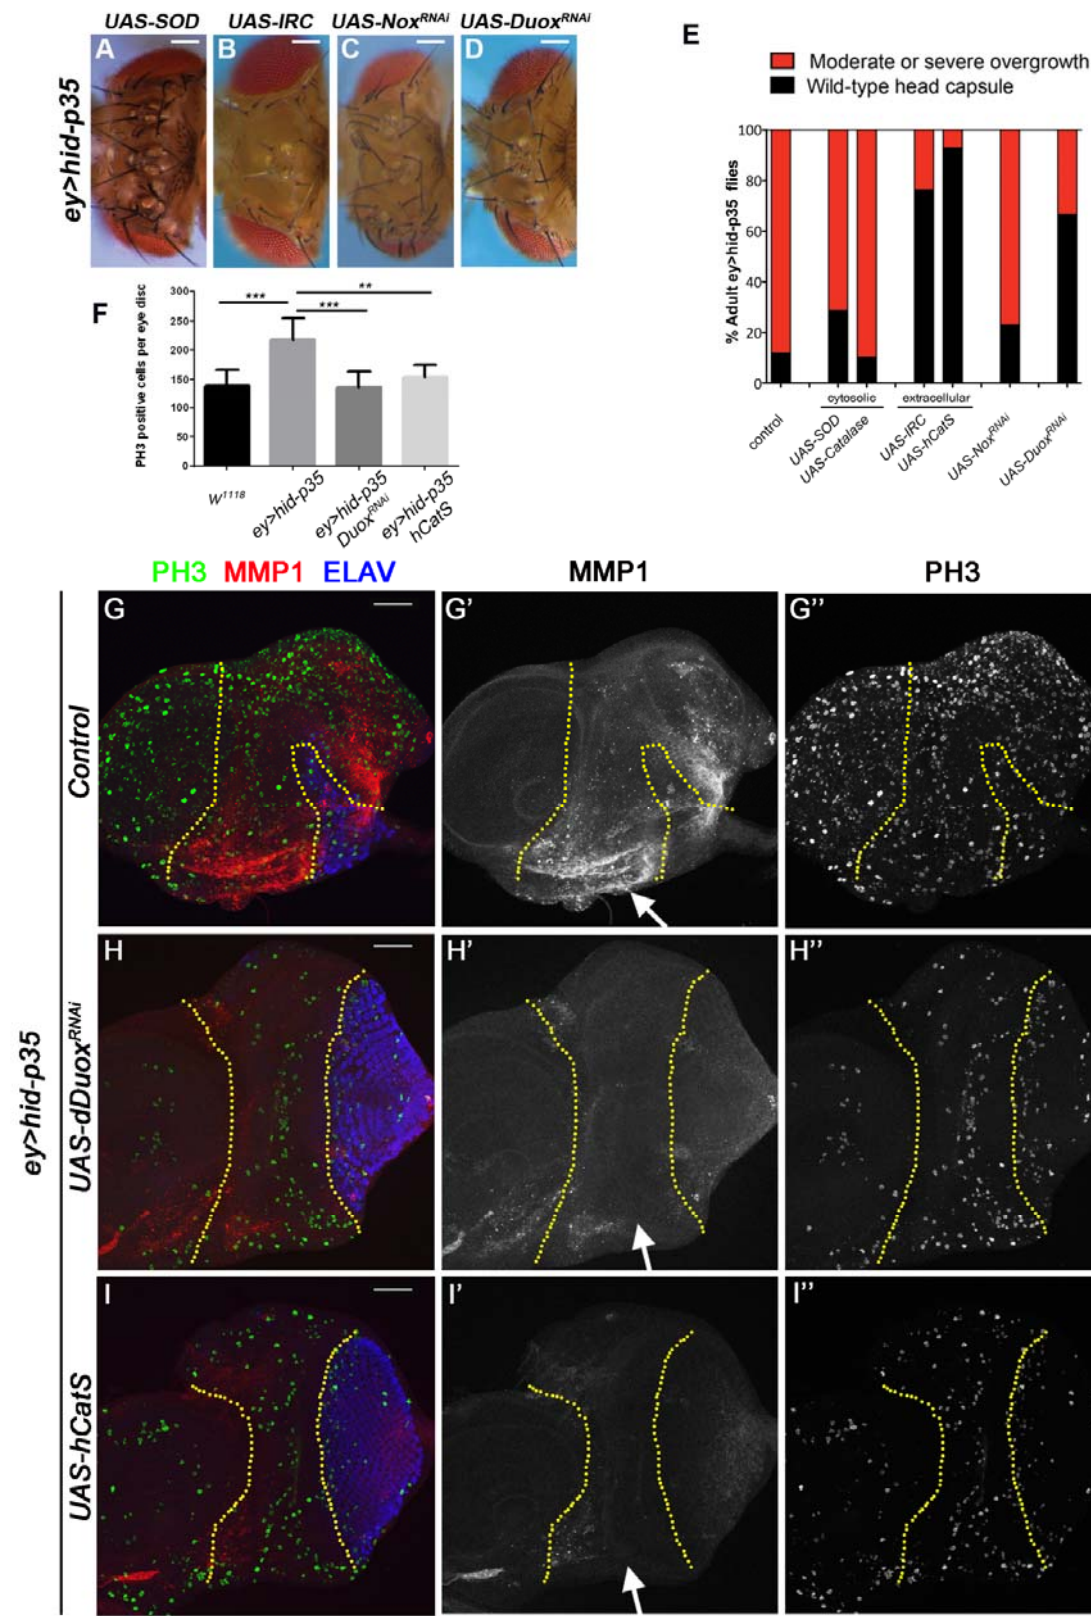 UAS-SOD UAS-IRC UAS-Nox^RNAi UAS-Duox^RNAi
A B C D
ey>hid-p35
E
Moderate or severe overgrowth
Wild-type head capsule
% Adult ey>hid-p35 flies
100
80
60
40
20
0
cytosolic extracellular
control
UAS-SOD
UAS-Catalase
UAS-IRC
UAS-hCatS
UAS-Nox^RNAi
UAS-Duox^RNAi
F
PH3 positive cells per eye disc
300
250
200
150
100
50
0
*** *** **
W^1118
ey>hid-p35
ey>hid-p35
Duox^RNAi
ey>hid-p35
hCatS
PH3 MMP1 ELAV MMP1 PH3
ey>hid-p35
Control
G G' G''
UAS-dDuox^RNAi
H H' H''
UAS-hCatS
I I' I''